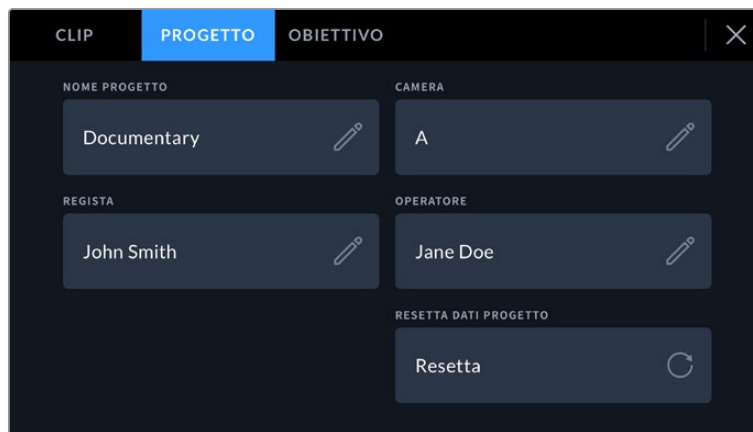 CLIP PROGETTO OBIETTIVO
NOME PROGETTO CAMERA
Documentary A
REGISTA OPERATORE
John Smith Jane Doe
RESETTA DATI PROGETTO
Resetta